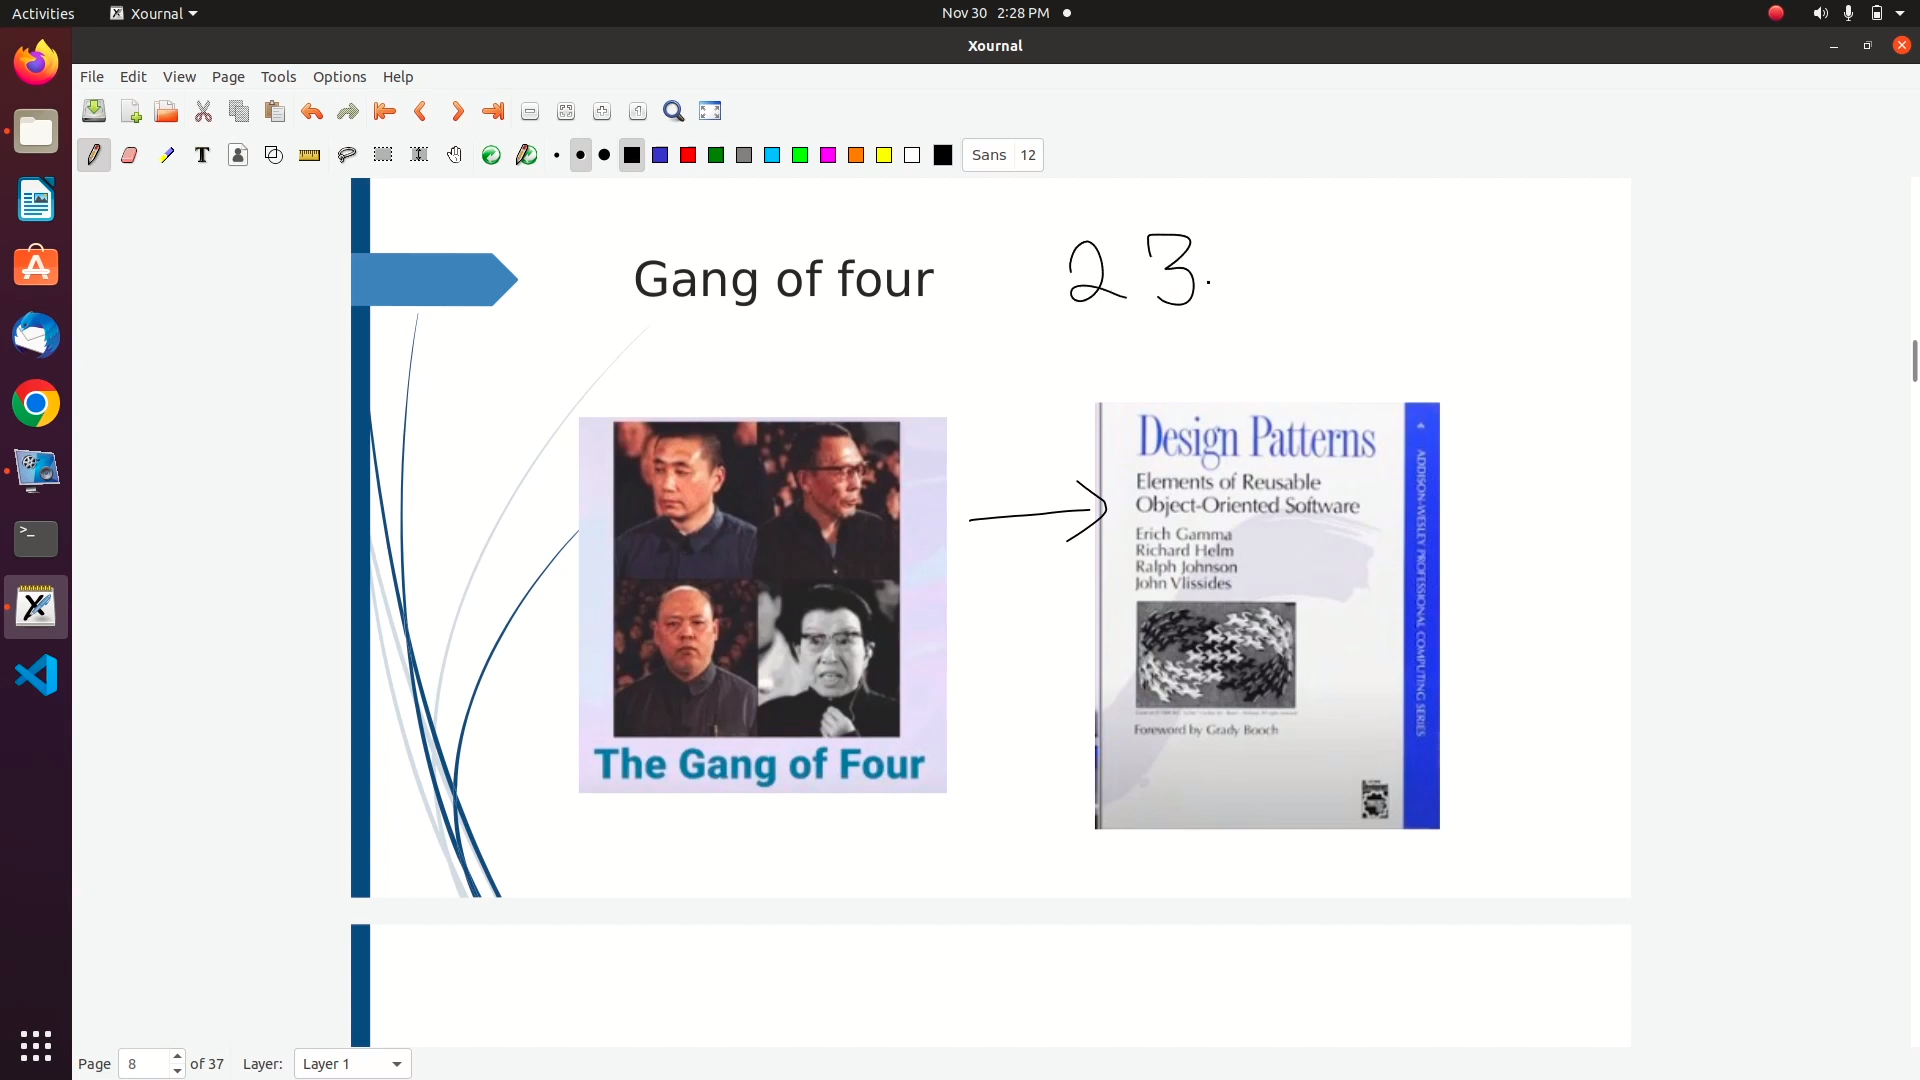 Activities
Xournal
Nov 30 2:28 PM
Xournal
File Edit View Page Tools Options Help
T
Sans 12
Gang of four
23.
The Gang of Four
Design Patterns
Elements of Reusable
Object-Oriented Software
Erich Gamma
Richard Helm
Ralph Johnson
John Vlissides
Foreword by Grady Booch
ADDISON-WESLEY PROFESSIONAL COMPUTING SERIES
Page 8 of 37 Layer: Layer 1